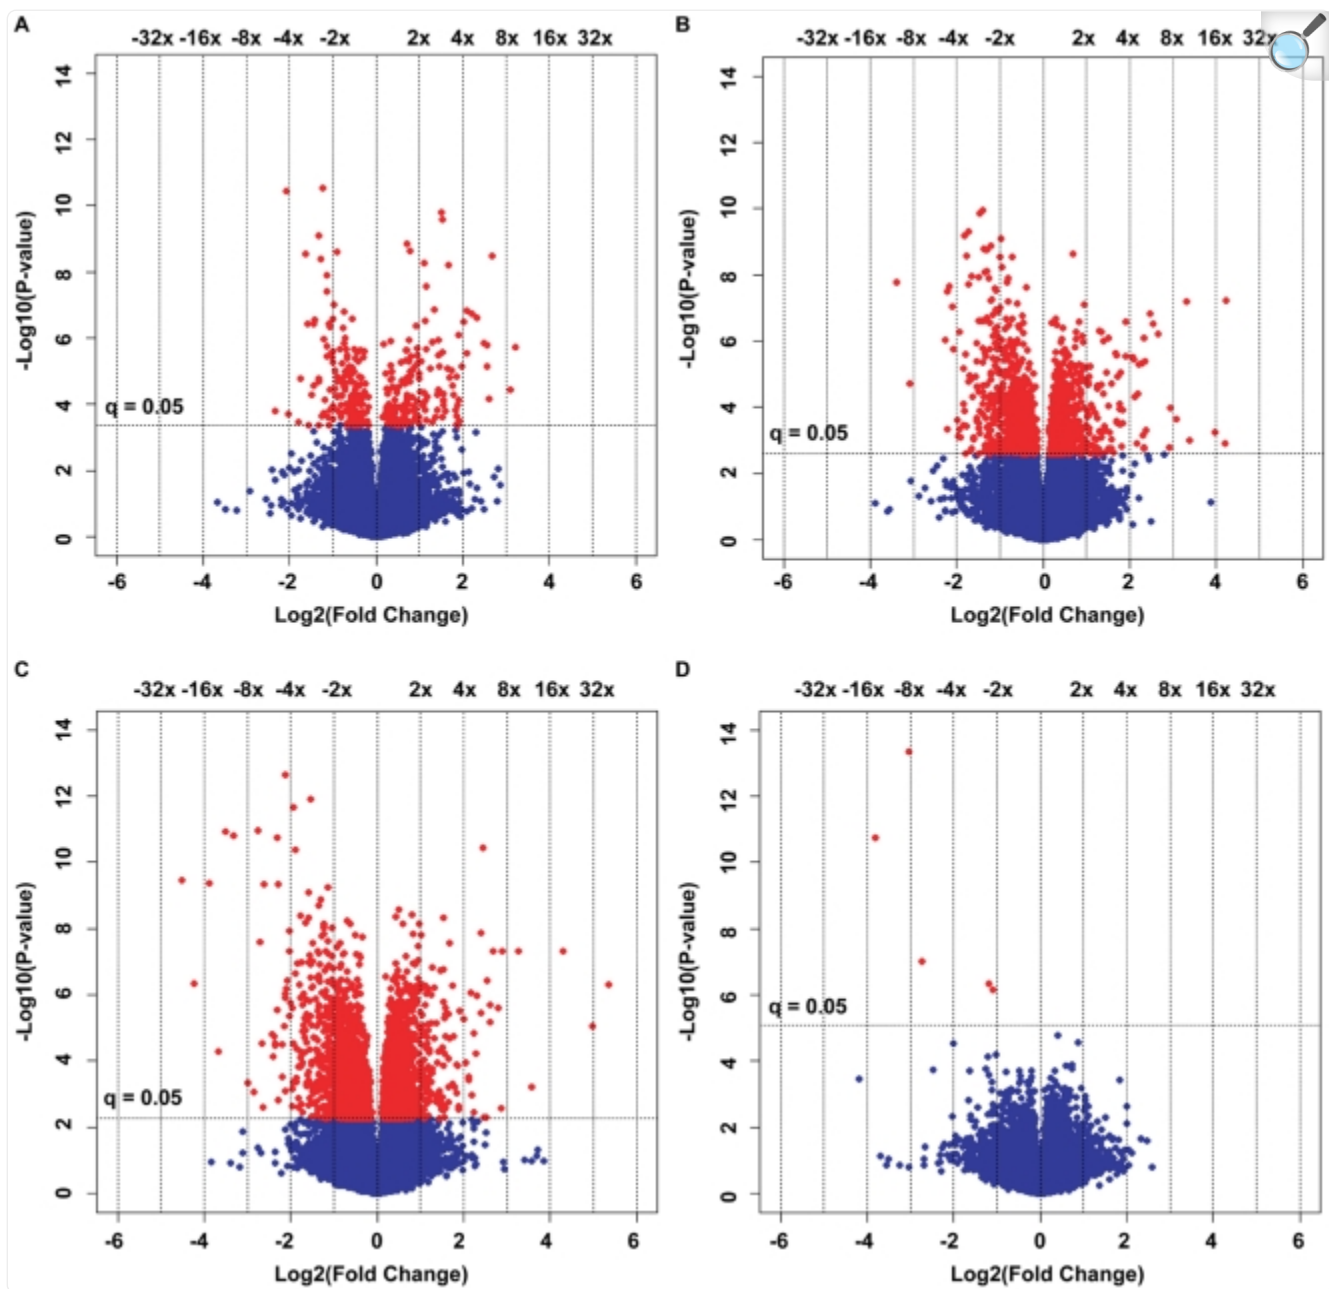 A
-32x -16x -8x -4x -2x 2x 4x 8x 16x 32x
14
12
10
8
6
4
2
0
-Log10(P-value)
q = 0.05
-6 -4 -2 0 2 4 6
Log2(Fold Change)
B
-32x -16x -8x -4x -2x 2x 4x 8x 16x 32x
14
12
10
8
6
4
2
0
-Log10(P-value)
q = 0.05
-6 -4 -2 0 2 4 6
Log2(Fold Change)
C
-32x -16x -8x -4x -2x 2x 4x 8x 16x 32x
14
12
10
8
6
4
2
0
-Log10(P-value)
q = 0.05
-6 -4 -2 0 2 4 6
Log2(Fold Change)
D
-32x -16x -8x -4x -2x 2x 4x 8x 16x 32x
14
12
10
8
6
4
2
0
-Log10(P-value)
q = 0.05
-6 -4 -2 0 2 4 6
Log2(Fold Change)